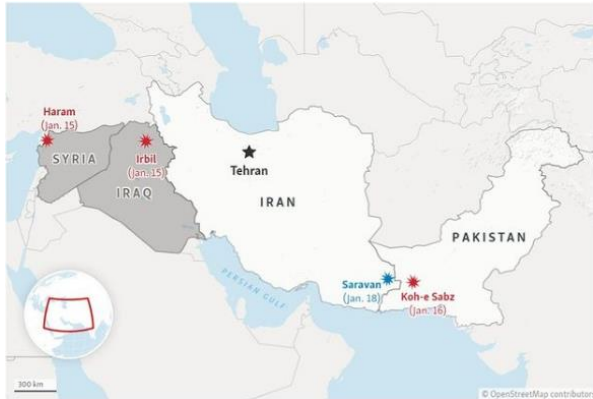 Haram
(Jan. 15)
SYRIA
Irbil
(Jan. 15)
IRAQ
Tehran
IRAN
PAKISTAN
PERSIAN GULF
Saravan
(Jan. 18)
Koh-e Sabz
(Jan. 16)
300 km
© OpenStreetMap contributors